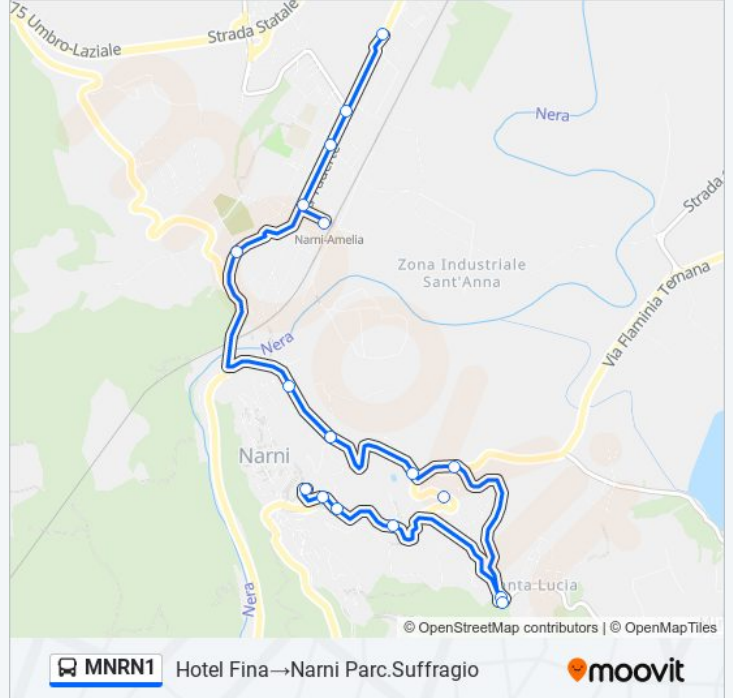 75 Umbro-Laziale
Strada Statale
Nera
Strada
Narni-Amelia
Zona Industriale
Sant'Anna
Via Flaminia Ternana
Nera
Narni
Nera
anta Lucia
© OpenStreetMap contributors | © OpenMapTiles
MNRN1
Hotel Fina→Narni Parc.Suffragio
moovit